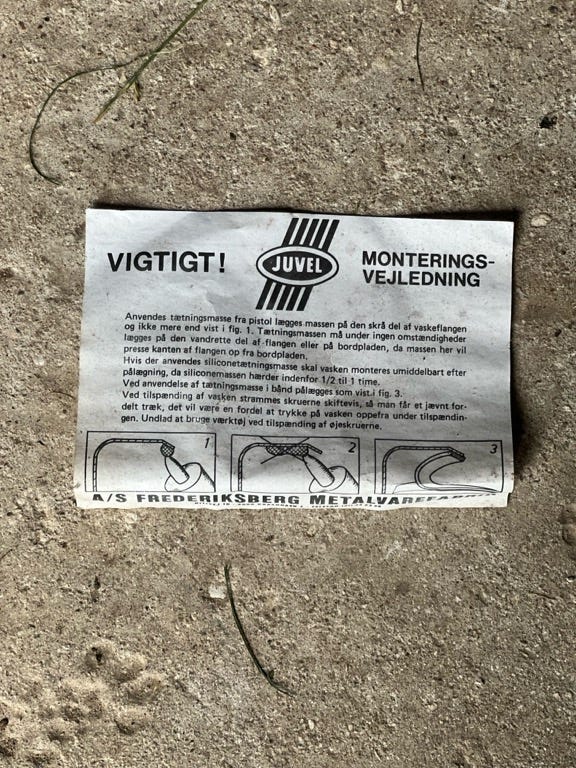 VIGTIGT!
JUVEL
MONTERINGS-
VEJLEDNING
Anvendes tætningsmasse fra pistol lægges massen på den skrå del af vaskeflangen
og ikke mere end vist i fig. 1. Tætningsmassen må under ingen omstændigheder
lægges på den vandrette del af flangen eller på bordpladen, da massen her vil
presse kanten af flangen op fra bordpladen.
Hvis der anvendes siliconetætningsmasse skal vasken monteres umiddelbart efter
pålægning, da siliconemassen hærder indenfor 1/2 til 1 time.
Ved anvendelse af tætningsmasse i bånd pålægges som vist i fig. 3.
Ved tilspænding af vasken strammes skruerne skiftevis, så man får et jævnt for-
delt træk, det vil være en fordel at trykke på vasken oppefra under tilspændin-
gen. Undlad at bruge værktøj ved tilspænding af øjeskruerne.
1
2
3
A/S FREDERIKSBERG METALVAREFABRIK